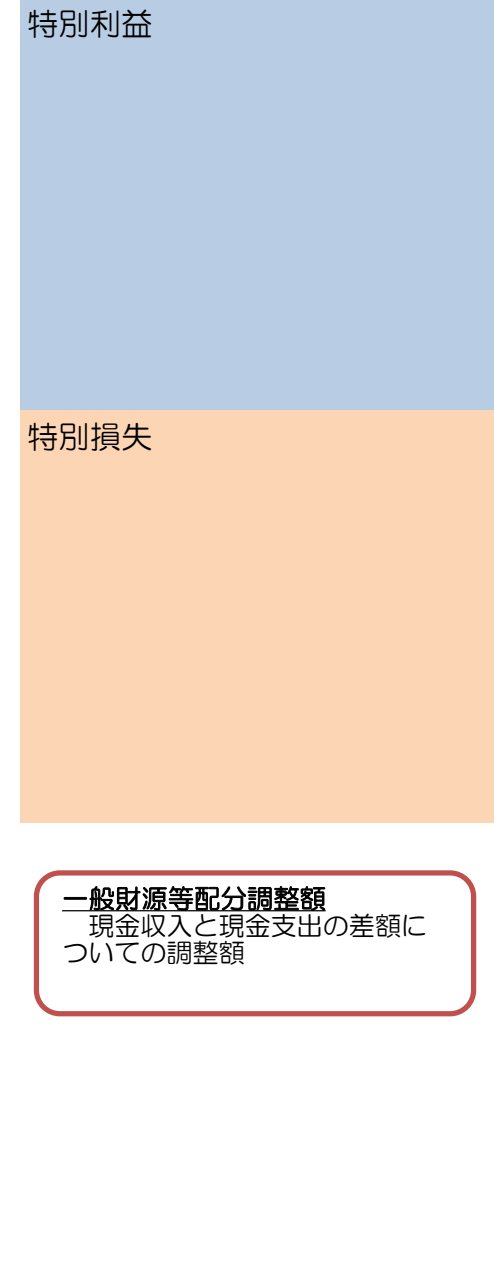 特別利益
特別損失
一般財源等配分調整額
　現金収入と現金支出の差額に
ついての調整額